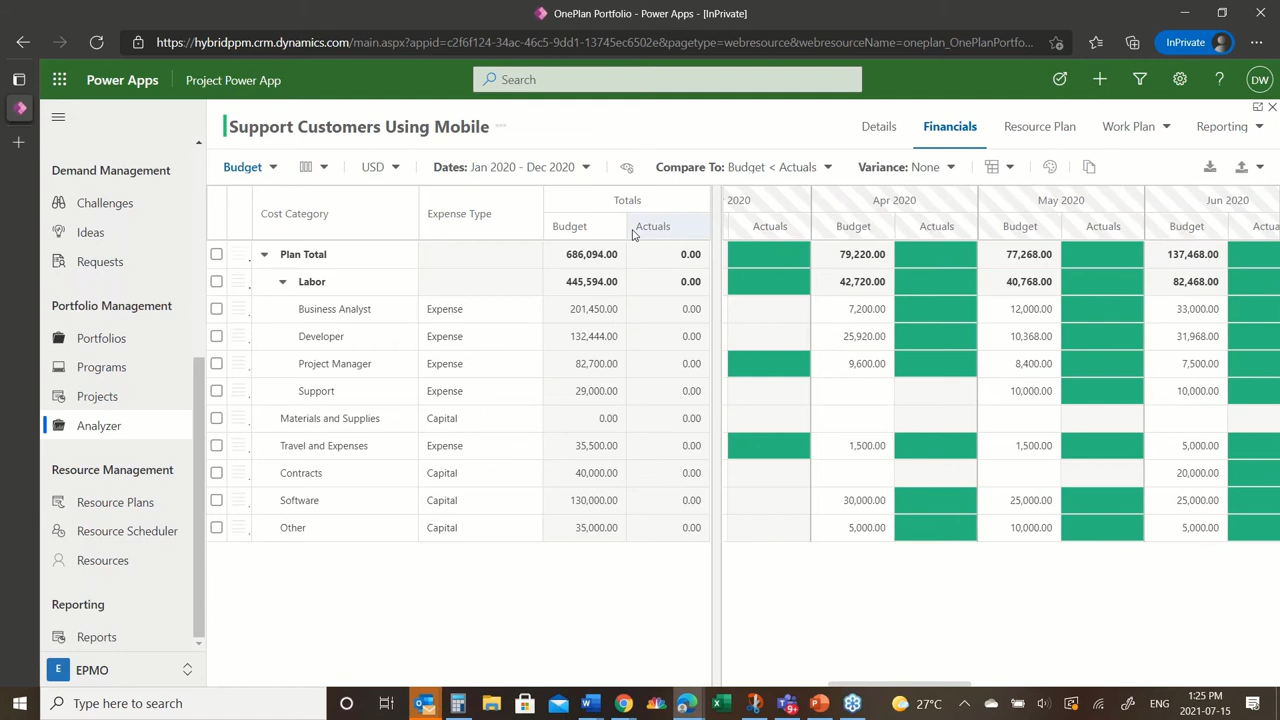 OnePlan Portfolio - Power Apps - [InPrivate]
https://hybridppm.crm.dynamics.com/main.aspx?appid=c2f6f124-34ac-46c5-9dd1-13745ec6502e&pagetype=webresource&webresourceName=oneplan_OnePlanPortfo...
InPrivate
Power Apps Project Power App
Search
DW
Support Customers Using Mobile
Details Financials Resource Plan Work Plan Reporting
Budget USD Dates: Jan 2020 - Dec 2020 Compare To: Budget < Actuals Variance: None
Demand Management
Challenges
Ideas
Requests
Portfolio Management
Portfolios
Programs
Projects
Analyzer
Resource Management
Resource Plans
Resource Scheduler
Resources
Reporting
Reports
E EPMO
Cost Category Expense Type Totals 2020 Apr 2020 May 2020 Jun 2020
Budget Actuals Actuals Budget Actuals Budget Actuals Budget Actua
Plan Total 686,094.00 0.00 79,220.00 77,268.00 137,468.00
Labor 445,594.00 0.00 42,720.00 40,768.00 82,468.00
Business Analyst Expense 201,450.00 0.00 7,200.00 12,000.00 33,000.00
Developer Expense 132,444.00 0.00 25,920.00 10,368.00 31,968.00
Project Manager Expense 82,700.00 0.00 9,600.00 8,400.00 7,500.00
Support Expense 29,000.00 0.00 10,000.00 10,000.00
Materials and Supplies Capital 0.00 0.00
Travel and Expenses Expense 35,500.00 0.00 1,500.00 1,500.00 5,000.00
Contracts Capital 40,000.00 0.00 20,000.00
Software Capital 130,000.00 0.00 30,000.00 25,000.00 25,000.00
Other Capital 35,000.00 0.00 5,000.00 10,000.00 5,000.00
Type here to search
27°C
ENG
1:25 PM
2021-07-15